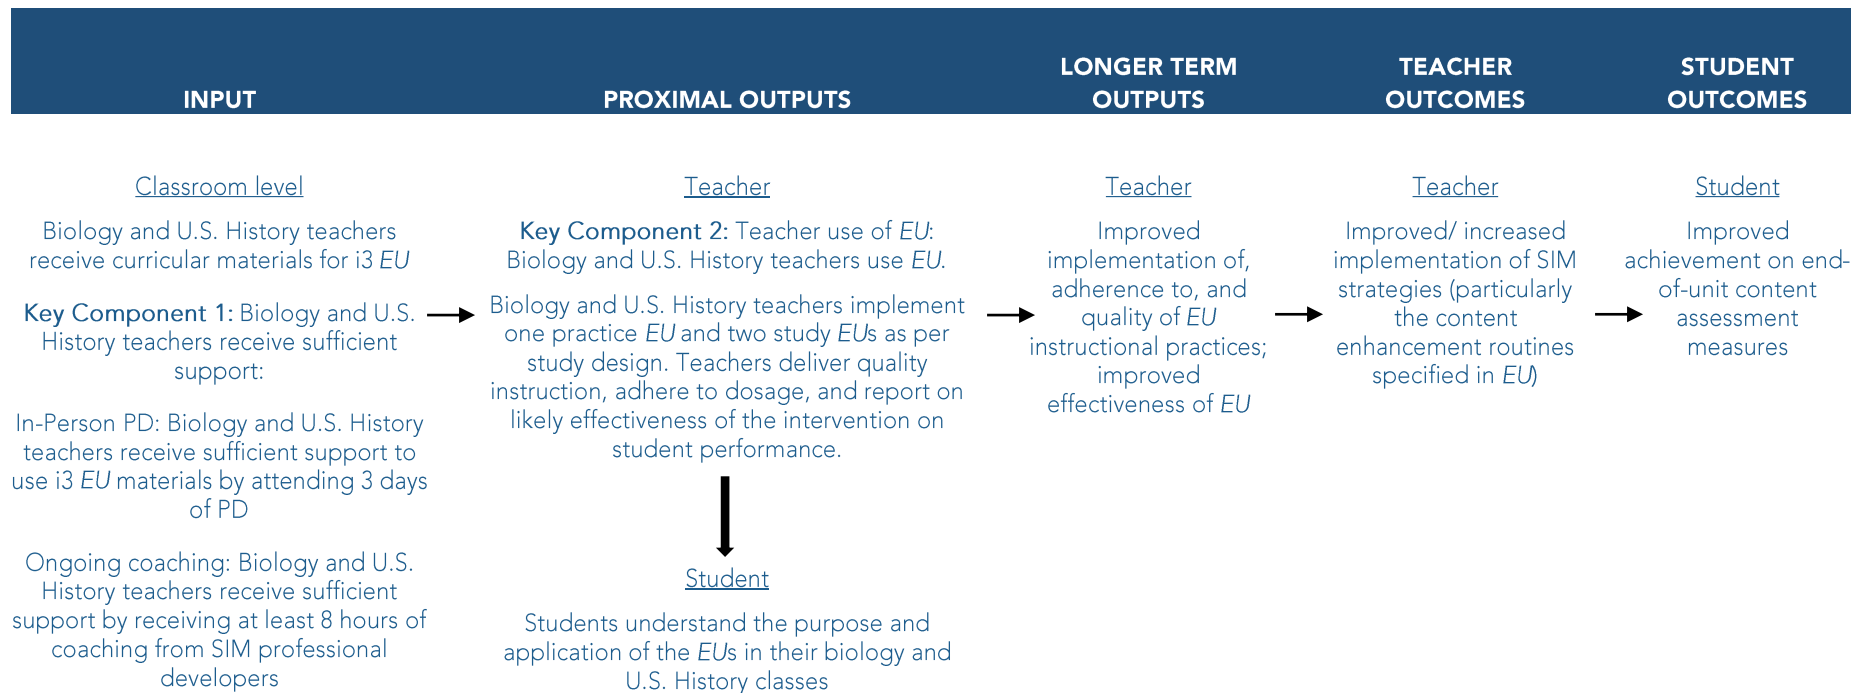 INPUT
PROXIMAL OUTPUTS
LONGER TERM
OUTPUTS
TEACHER
OUTCOMES
STUDENT
OUTCOMES
Classroom level
Biology and U.S. History teachers
receive curricular materials for i3 EU
Key Component 1: Biology and U.S.
History teachers receive sufficient
support:
In-Person PD: Biology and U.S. History
teachers receive sufficient support to
use i3 EU materials by attending 3 days
of PD
Ongoing coaching: Biology and U.S.
History teachers receive sufficient
support by receiving at least 8 hours of
coaching from SIM professional
developers
Teacher
Key Component 2: Teacher use of EU:
Biology and U.S. History teachers use EU.
Biology and U.S. History teachers implement
one practice EU and two study EUs as per
study design. Teachers deliver quality
instruction, adhere to dosage, and report on
likely effectiveness of the intervention on
student performance.
Student
Students understand the purpose and
application of the EUs in their biology and
U.S. History classes
Teacher
Improved
implementation of,
adherence to, and
quality of EU
instructional practices;
improved
effectiveness of EU
Teacher
Improved/ increased
implementation of SIM
strategies (particularly
the content
enhancement routines
specified in EU)
Student
Improved
achievement on end-
of-unit content
assessment
measures